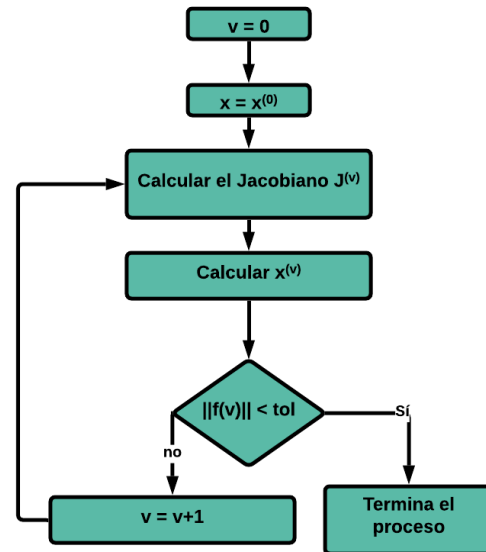 v = 0
x = x⁽⁰⁾
Calcular el Jacobiano J⁽ᵛ⁾
Calcular x⁽ᵛ⁾
||f(v)|| < tol
Sí
no
v = v+1
Termina el
proceso